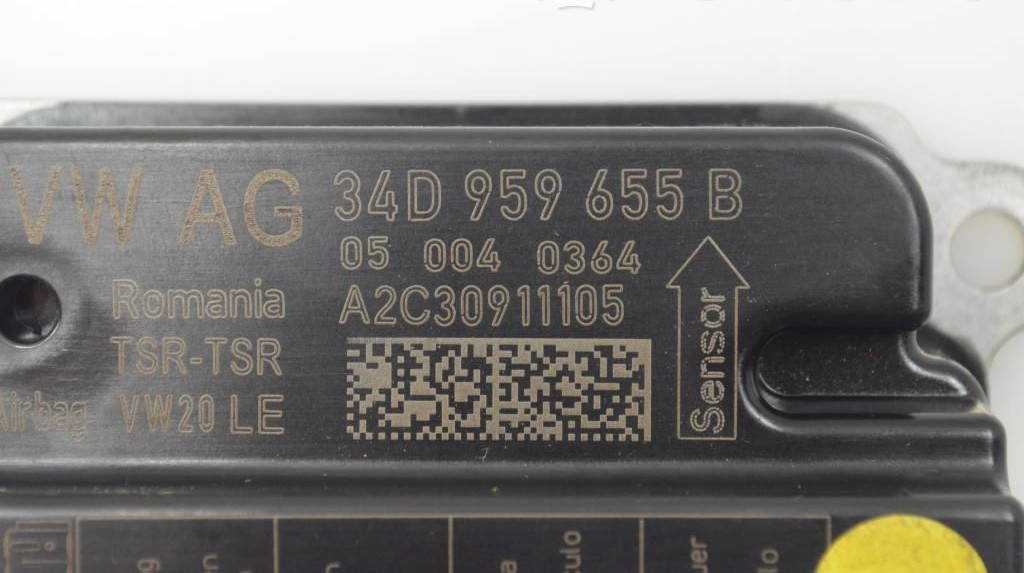 VW AG 34D 959 655 B
05 004 0364
Romania A2C30911105
TSR-TSR
Airbag VW20 LE
Sensor